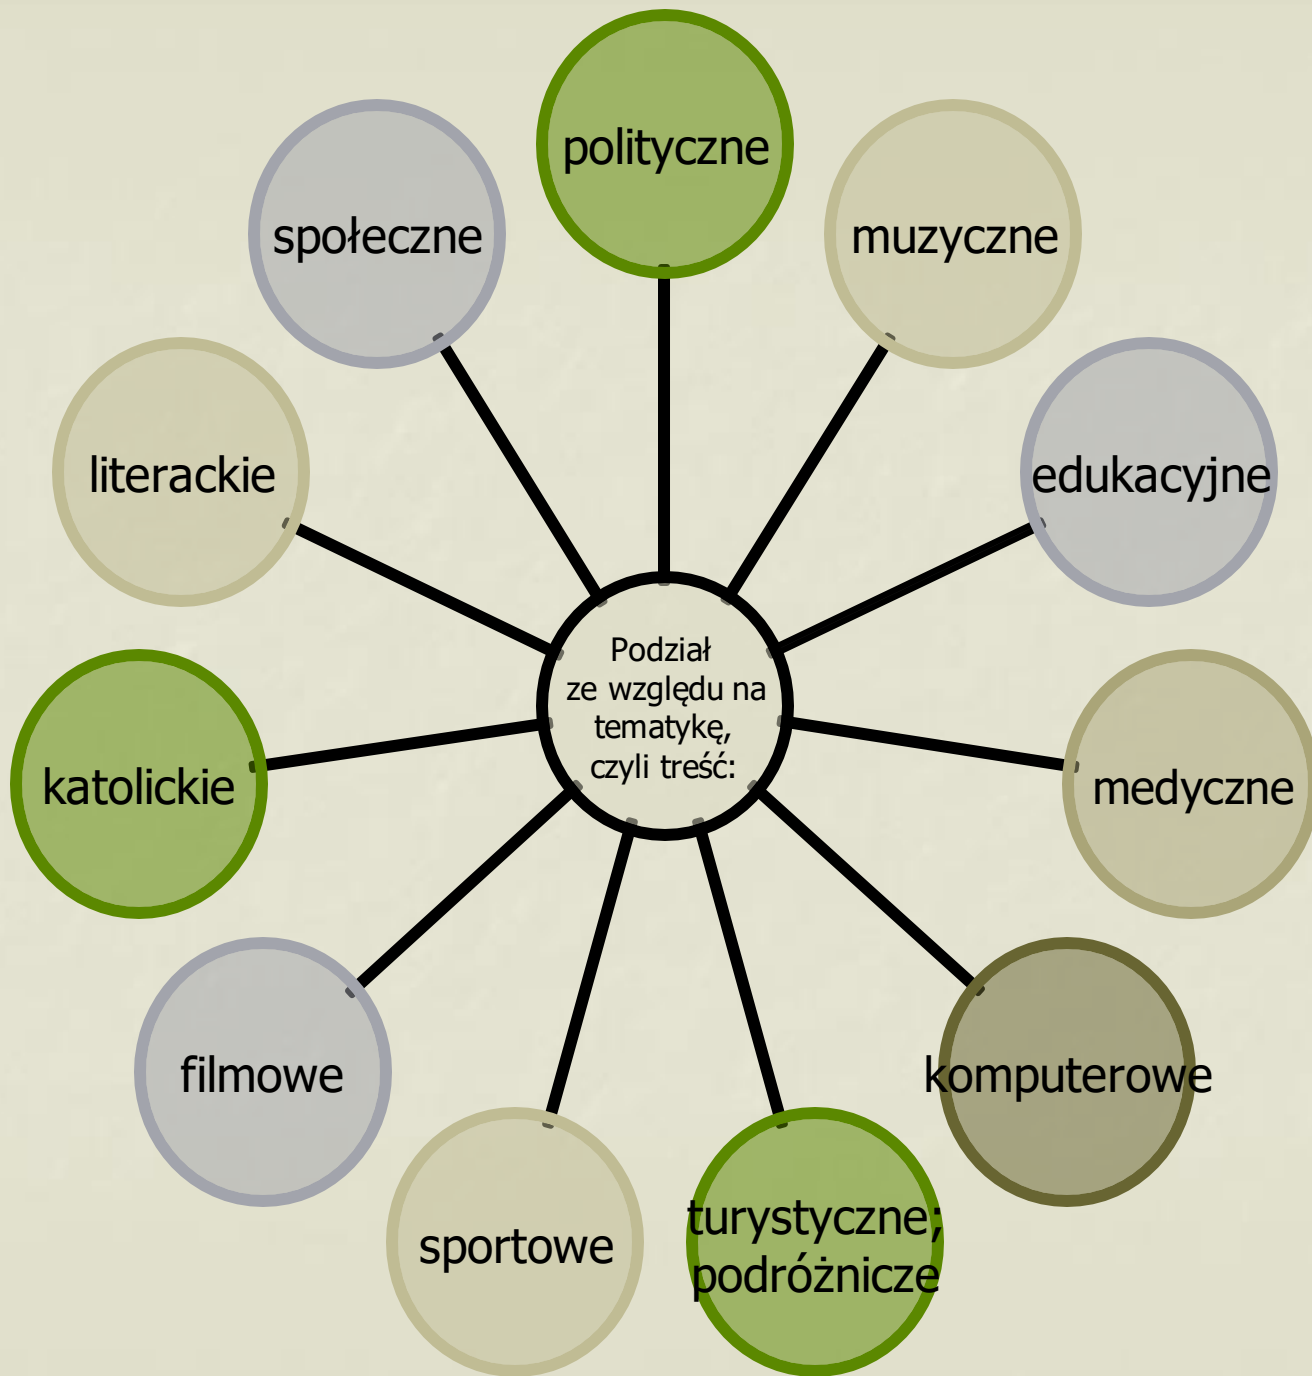 polityczne
społeczne
muzyczne
literackie
edukacyjne
Podział
ze względu na
tematykę,
czyli treść:
katolickie
medyczne
filmowe
komputerowe
sportowe
turystyczne;
podróżnicze